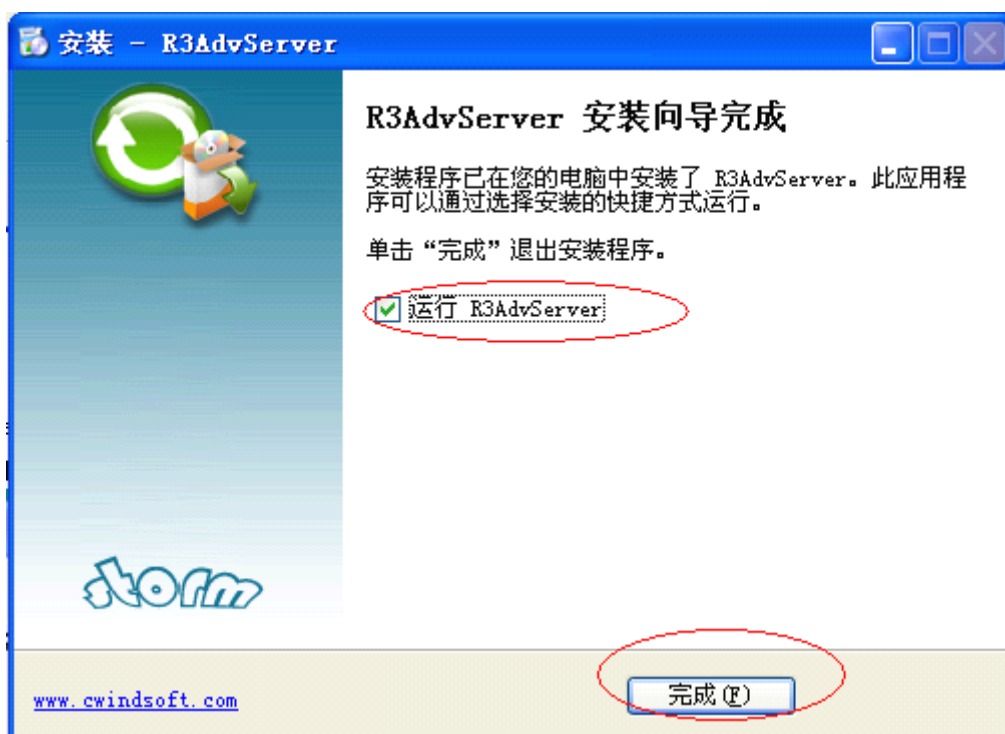 安装 - R3AdvServer
R3AdvServer 安装向导完成
安装程序已在您的电脑中安装了 R3AdvServer。此应用程
序可以通过选择安装的快捷方式运行。
单击“完成”退出安装程序。
运行 R3AdvServer
storm
www.cwindsoft.com
完成(F)